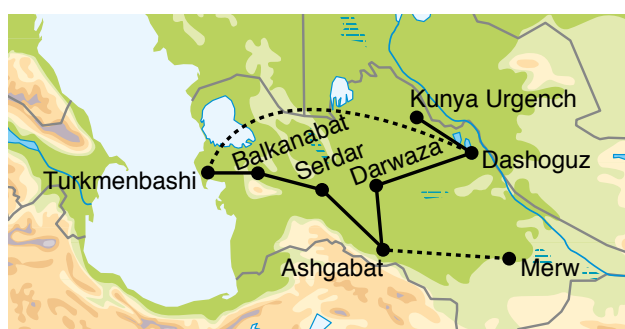 Kunya Urgench
Balkanabat
Serdar
Darwaza
Dashoguz
Turkmenbashi
Ashgabat
Merw